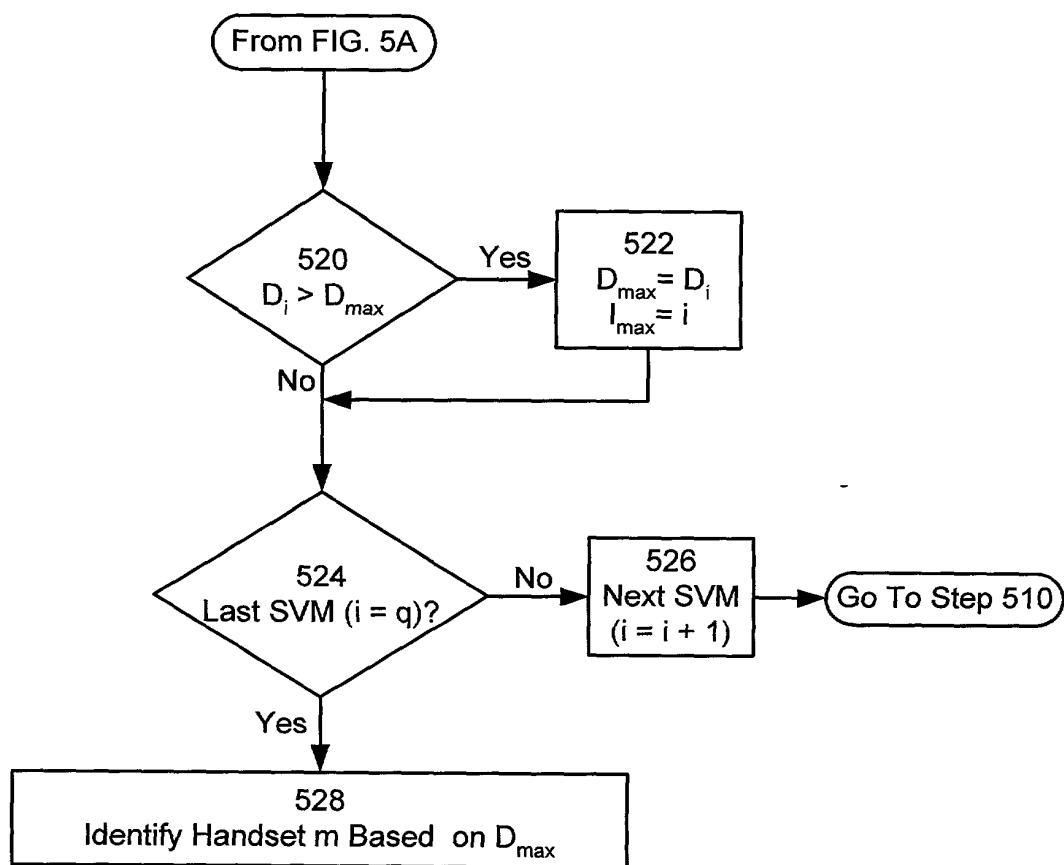 From FIG. 5A
520
D_i > D_max
Yes
522
D_max = D_i
I_max = i
No
524
Last SVM (i = q)?
No
526
Next SVM
(i = i + 1)
Go To Step 510
Yes
528
Identify Handset m Based on D_max